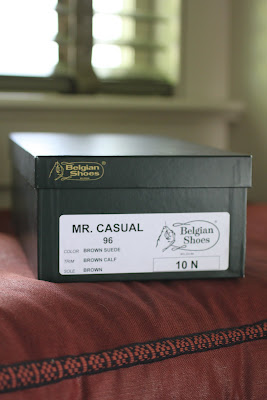 Belgian
Shoes
MR. CASUAL
96
COLOR BROWN SUEDE
TRIM BROWN CALF
SOLE BROWN
Belgian
Shoes
10 N